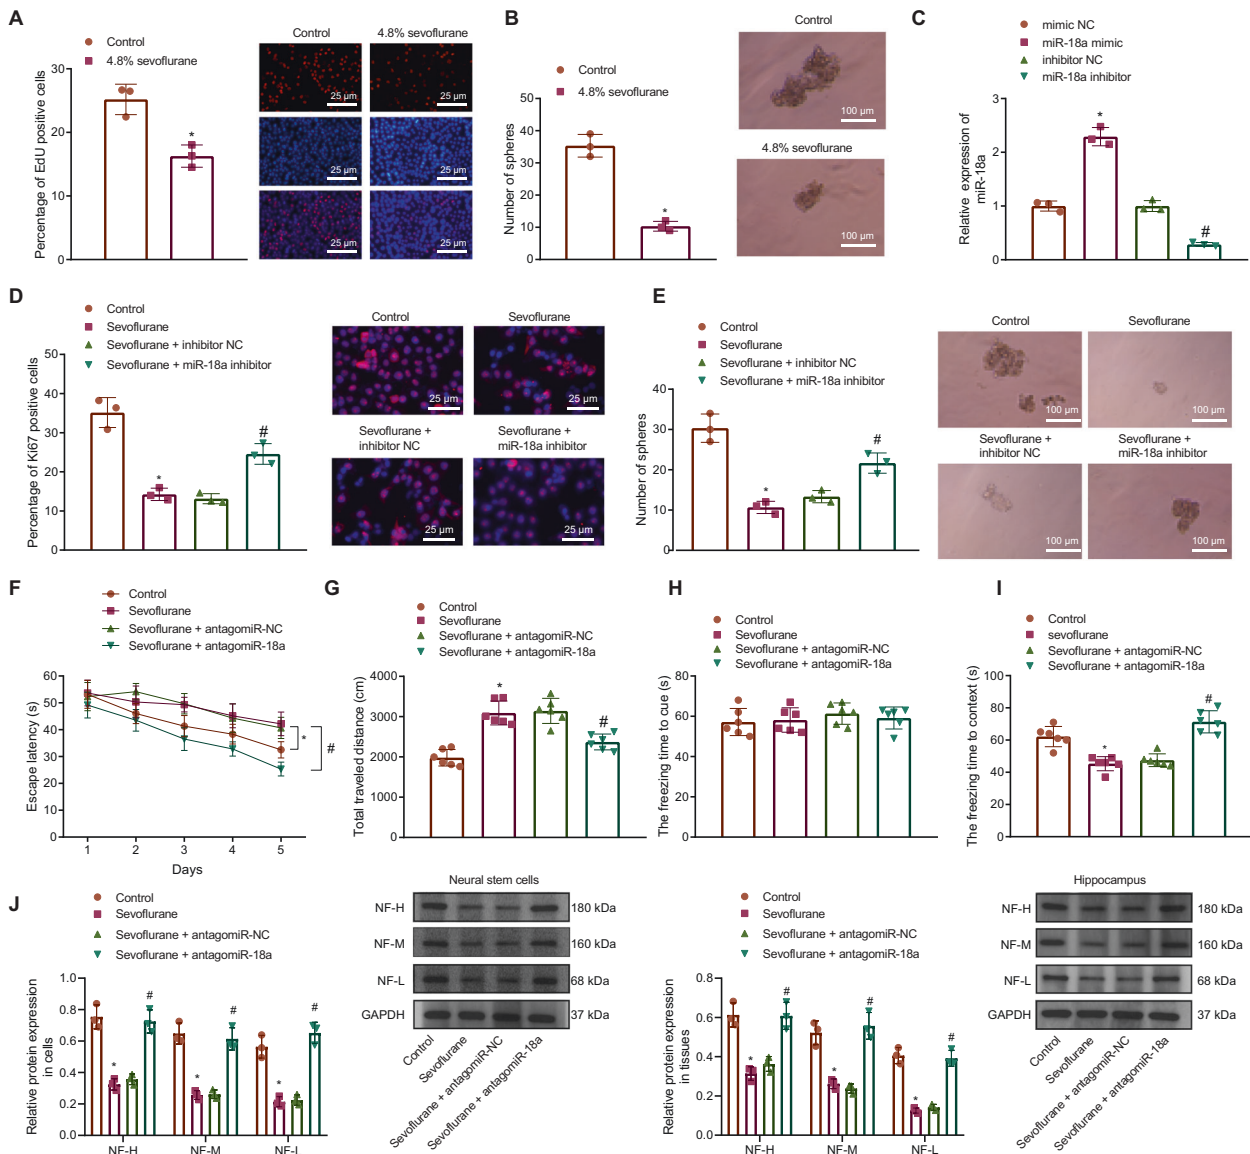 A
Control
4.8% sevoflurane
Percentage of EdU positive cells
30
20
10
0
*
Control
4.8% sevoflurane
25 µm
25 µm
25 µm
25 µm
25 µm
25 µm
B
Control
4.8% sevoflurane
Number of spheres
50
40
30
20
10
0
*
Control
100 µm
4.8% sevoflurane
100 µm
C
mimic NC
miR-18a mimic
inhibitor NC
miR-18a inhibitor
Relative expression of
miR-18a
3
2
1
0
*
#
D
Control
Sevoflurane
Sevoflurane + inhibitor NC
Sevoflurane + miR-18a inhibitor
Percentage of Ki67 positive cells
50
40
30
20
10
0
*
#
Control
Sevoflurane
25 µm
25 µm
Sevoflurane +
inhibitor NC
Sevoflurane +
miR-18a inhibitor
25 µm
25 µm
E
Control
Sevoflurane
Sevoflurane + inhibitor NC
Sevoflurane + miR-18a inhibitor
Number of spheres
40
30
20
10
0
*
#
Control
Sevoflurane
100 µm
100 µm
Sevoflurane +
inhibitor NC
Sevoflurane +
miR-18a inhibitor
100 µm
100 µm
F
Control
Sevoflurane
Sevoflurane + antagomiR-NC
Sevoflurane + antagomiR-18a
Escape latency (s)
60
50
40
30
20
10
0
1
2
3
4
5
Days
*
#
G
Control
Sevoflurane
Sevoflurane + antagomiR-NC
Sevoflurane + antagomiR-18a
Total traveled distance (cm)
4000
3000
2000
1000
0
*
#
H
Control
Sevoflurane
Sevoflurane + antagomiR-NC
Sevoflurane + antagomiR-18a
The freezing time to cue (s)
80
60
40
20
0
I
Control
sevoflurane
Sevoflurane + antagomiR-NC
Sevoflurane + antagomiR-18a
The freezing time to context (s)
100
80
60
40
20
0
*
#
J
Control
Sevoflurane
Sevoflurane + antagomiR-NC
Sevoflurane + antagomiR-18a
Relative protein expression
in cells
1.0
0.8
0.6
0.4
0.2
0.0
*
#
*
#
*
#
NF-H
NF-M
NF-L
Neural stem cells
NF-H
180 kDa
NF-M
160 kDa
NF-L
68 kDa
GAPDH
37 kDa
Control
Sevoflurane
Sevoflurane + antagomiR-NC
Sevoflurane + antagomiR-18a
Control
Sevoflurane
Sevoflurane + antagomiR-NC
Sevoflurane + antagomiR-18a
Relative protein expression
in tissues
0.8
0.6
0.4
0.2
0.0
*
#
*
#
*
#
NF-H
NF-M
NF-L
Hippocampus
NF-H
180 kDa
NF-M
160 kDa
NF-L
68 kDa
GAPDH
37 kDa
Control
Sevoflurane
Sevoflurane + antagomiR-NC
Sevoflurane + antagomiR-18a